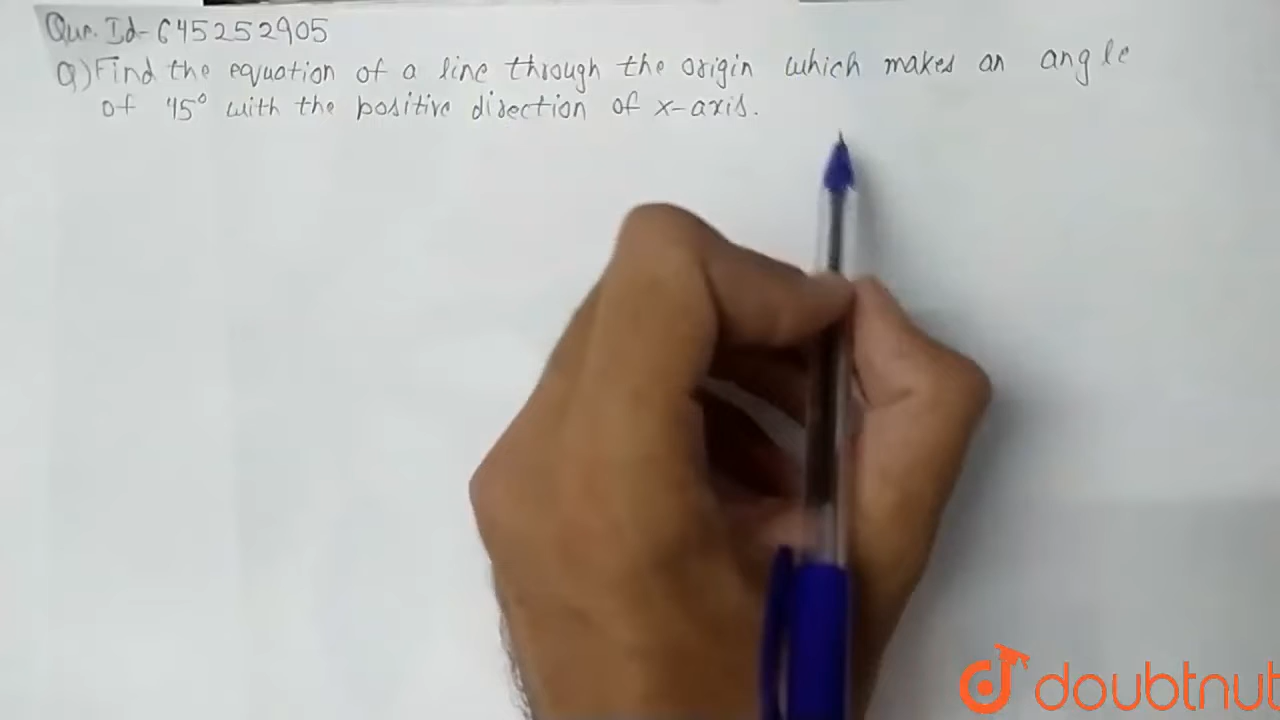 Qus. Id-645252905
Q) Find the equation of a line through the origin which makes an angle
of 45° with the positive direction of x-axis.
doubtnut